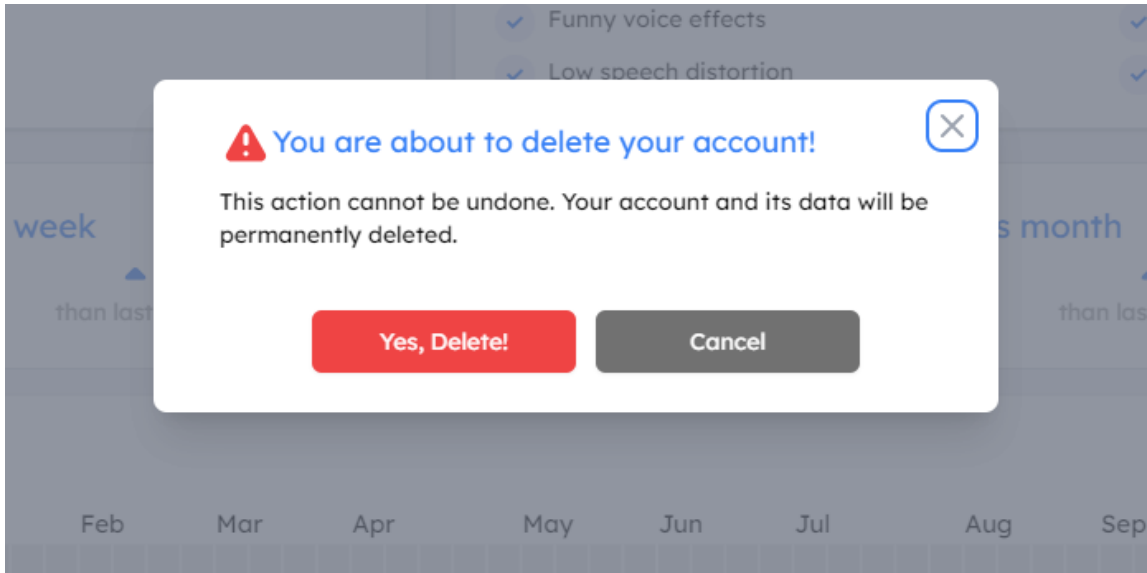 Funny voice effects
Low speech distortion
You are about to delete your account!
This action cannot be undone. Your account and its data will be
permanently deleted.
week
s month
than last
than las
Yes, Delete!
Cancel
Feb Mar Apr May Jun Jul Aug Sep